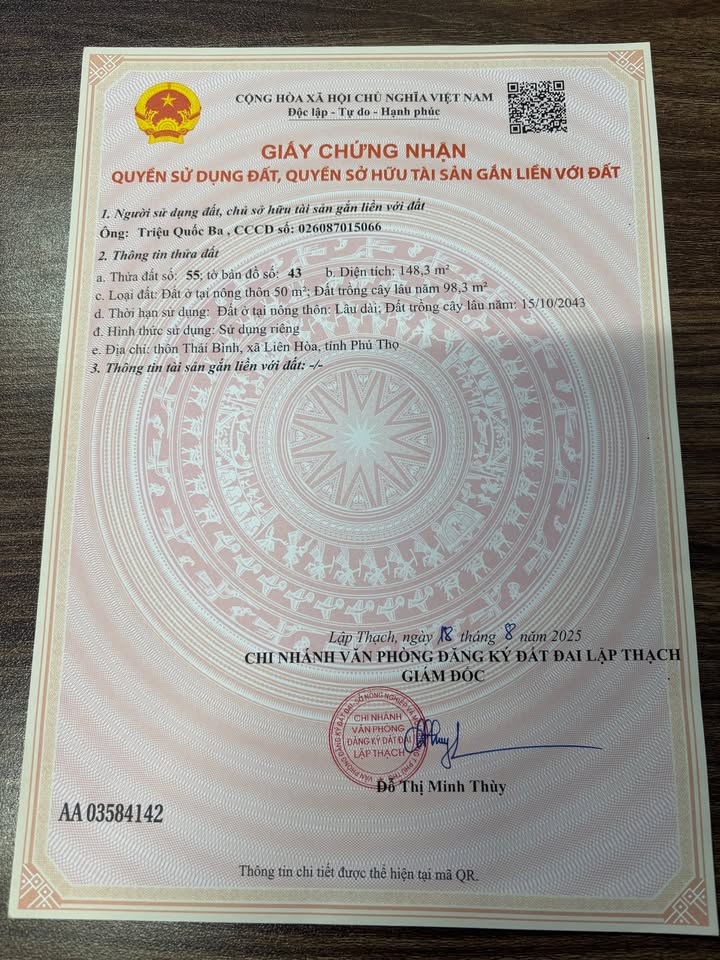 CỘNG HÒA XÃ HỘI CHỦ NGHĨA VIỆT NAM
Độc lập - Tự do - Hạnh phúc
GIẤY CHỨNG NHẬN
QUYỀN SỬ DỤNG ĐẤT, QUYỀN SỞ HỮU TÀI SẢN GẮN LIỀN VỚI ĐẤT
1. Người sử dụng đất, chủ sở hữu tài sản gắn liền với đất
Ông: Triệu Quốc Ba , CCCD số: 026087015066
2. Thông tin thửa đất
a. Thửa đất số: 55; tờ bản đồ số: 43 b. Diện tích: 148,3 m²
c. Loại đất: Đất ở tại nông thôn 50 m²; Đất trồng cây lâu năm 98,3 m²
d. Thời hạn sử dụng: Đất ở tại nông thôn: Lâu dài; Đất trồng cây lâu năm: 15/10/2043
đ. Hình thức sử dụng: Sử dụng riêng
e. Địa chỉ: thôn Thái Bình, xã Liên Hòa, tỉnh Phú Thọ
3. Thông tin tài sản gắn liền với đất: -/-
Lập Thạch, ngày 18 tháng 8 năm 2025
CHI NHÁNH VĂN PHÒNG ĐĂNG KÝ ĐẤT ĐAI LẬP THẠCH
GIÁM ĐỐC
CHI NHÁNH
VĂN PHÒNG
ĐĂNG KÝ ĐẤT ĐAI
LẬP THẠCH
Đỗ Thị Minh Thùy
AA 03584142
Thông tin chi tiết được thể hiện tại mã QR.